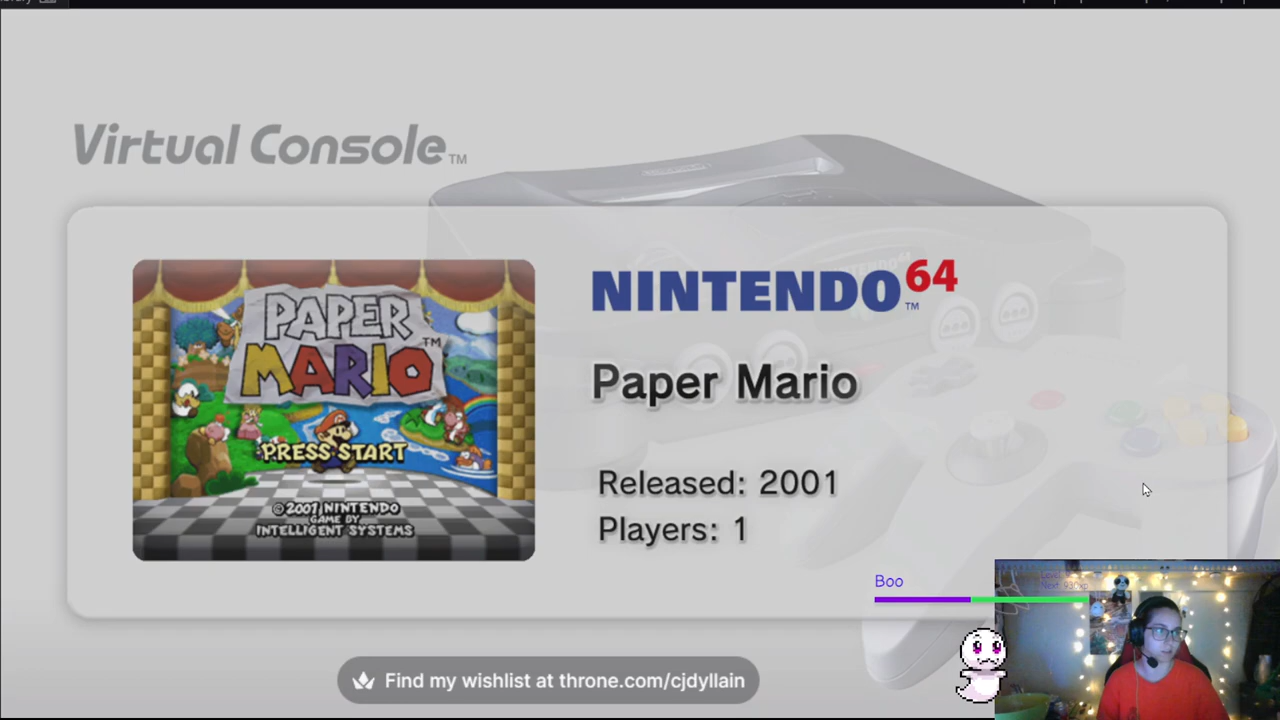 Virtual Console™
NINTENDO64™
PAPER
MARIO™
PRESS START
©2001 NINTENDO
GAME BY
INTELLIGENT SYSTEMS
Paper Mario
Released: 2001
Players: 1
Boo
Find my wishlist at throne.com/cjdyllain